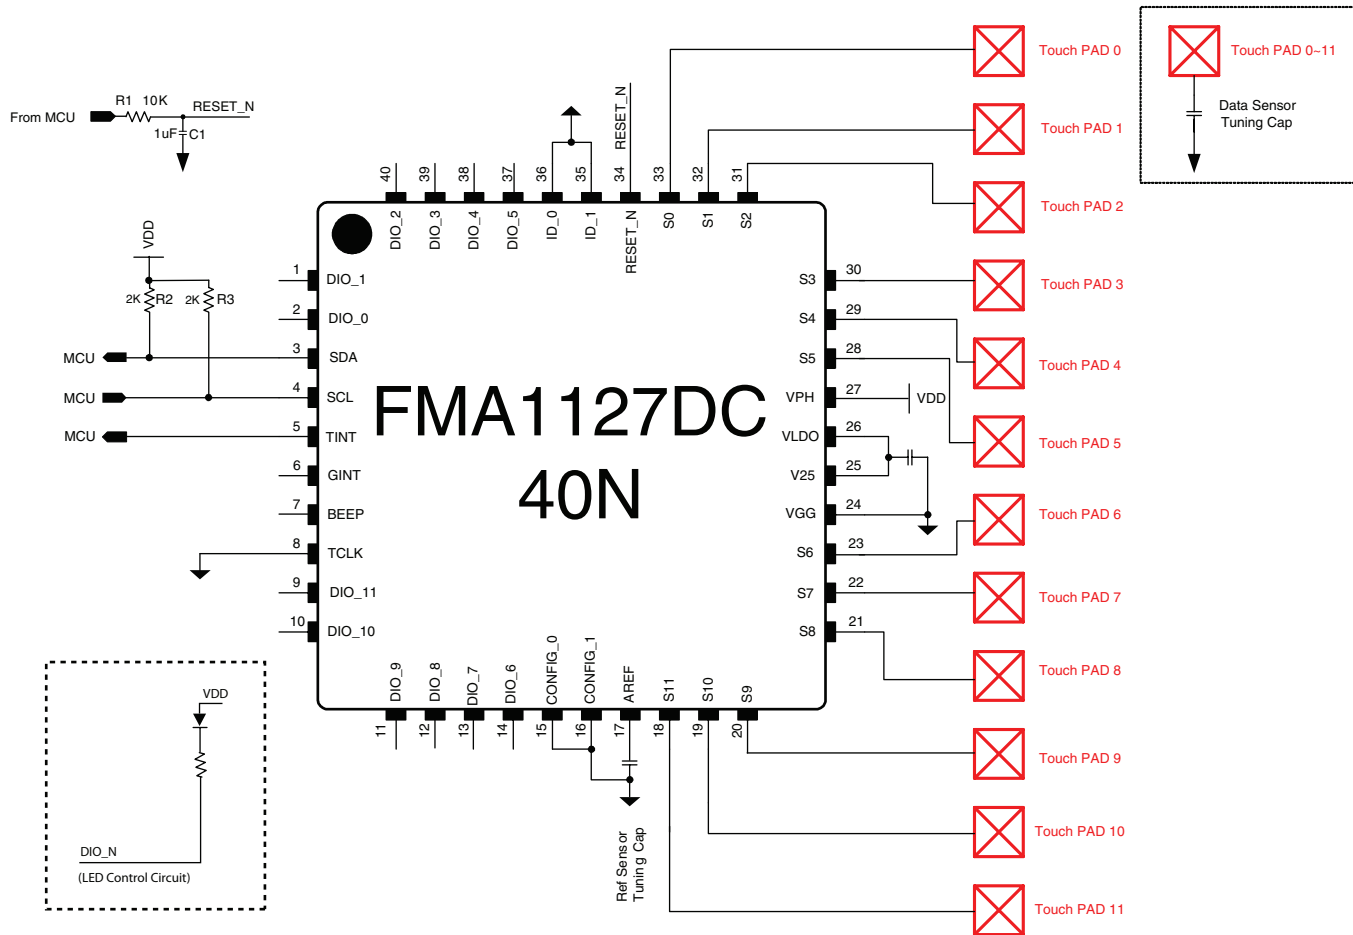 Touch PAD 0
Touch PAD 0~11
R1 10K
RESET_N
From MCU
1uF C1
Data Sensor
Tuning Cap
Touch PAD 1
RESET_N
40
39
38
37
36
35
34
33
32
31
DIO_2
DIO_3
DIO_4
DIO_5
ID_0
ID_1
RESET_N
S0
S1
S2
Touch PAD 2
VDD
2K R2
2K R3
1 DIO_1
2 DIO_0
MCU 3 SDA
MCU 4 SCL
MCU 5 TINT
6 GINT
7 BEEP
8 TCLK
9 DIO_11
10 DIO_10
FMA1127DC
40N
S3 30 Touch PAD 3
S4 29 Touch PAD 4
S5 28 Touch PAD 5
VPH 27 VDD
VLDO 26
V25 25
VGG 24
S6 23 Touch PAD 6
S7 22 Touch PAD 7
S8 21 Touch PAD 8
DIO_9
DIO_8
DIO_7
DIO_6
CONFIG_0
CONFIG_1
AREF
S11
S10
S9
11
12
13
14
15
16
17
18
19
20
Touch PAD 9
Touch PAD 10
Touch PAD 11
Ref Sensor
Tuning Cap
VDD
DIO_N
(LED Control Circuit)